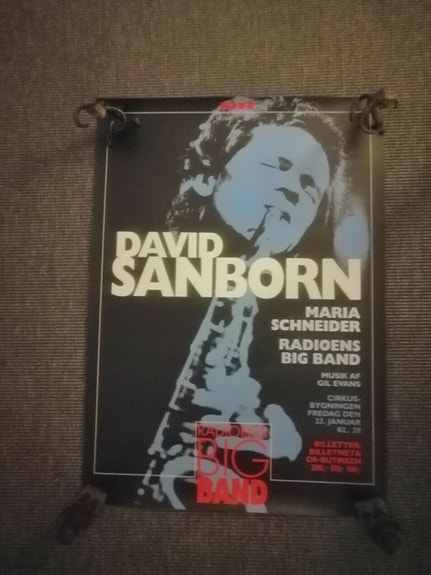 DAVID
SANBORN
MARIA
SCHNEIDER
RADIOENS
BIG BAND
MUSIK AF
GIL EVANS
CIRKUS-
BYGNINGEN
FREDAG DEN
22. JANUAR
KL. 20
BILLETTER:
BILLETNET&
DR-BUTIKKEN
RADIOENS
BIG
BAND